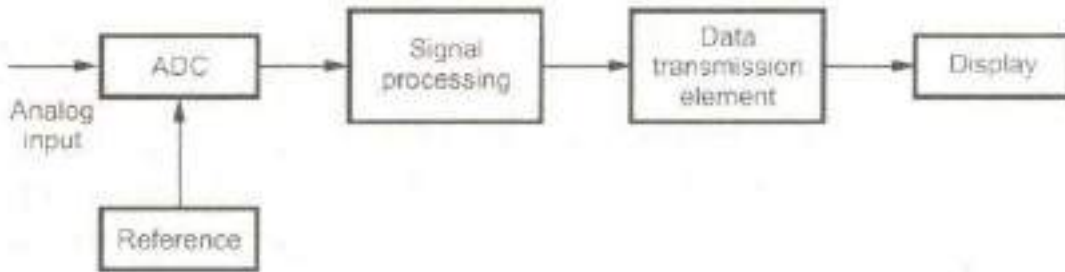 ADC
Signal
processing
Data
transmission
element
Display
Analog
input
Reference